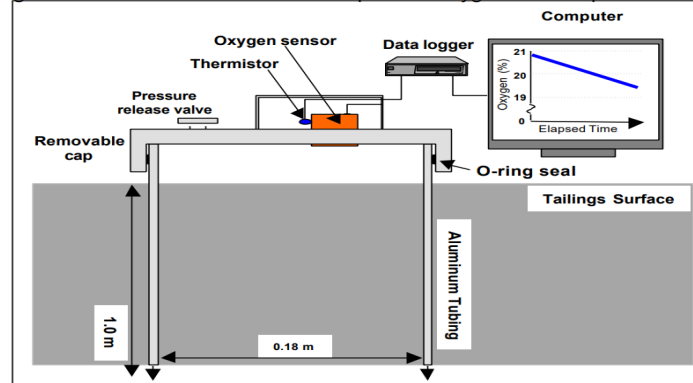 Computer
Oxygen sensor
Data logger
Thermistor
21
20
19
0
Oxygen (%)
Elapsed Time
Pressure
release valve
Removable
cap
O-ring seal
Tailings Surface
Aluminum Tubing
1.0 m
0.18 m